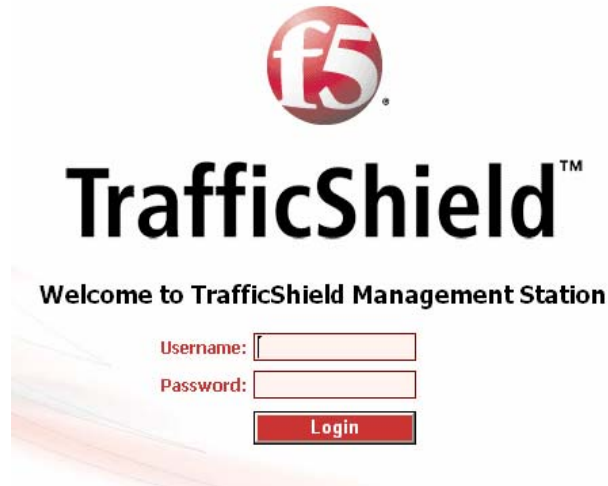 f5®
TrafficShield™
Welcome to TrafficShield Management Station
Username:
Password:
Login